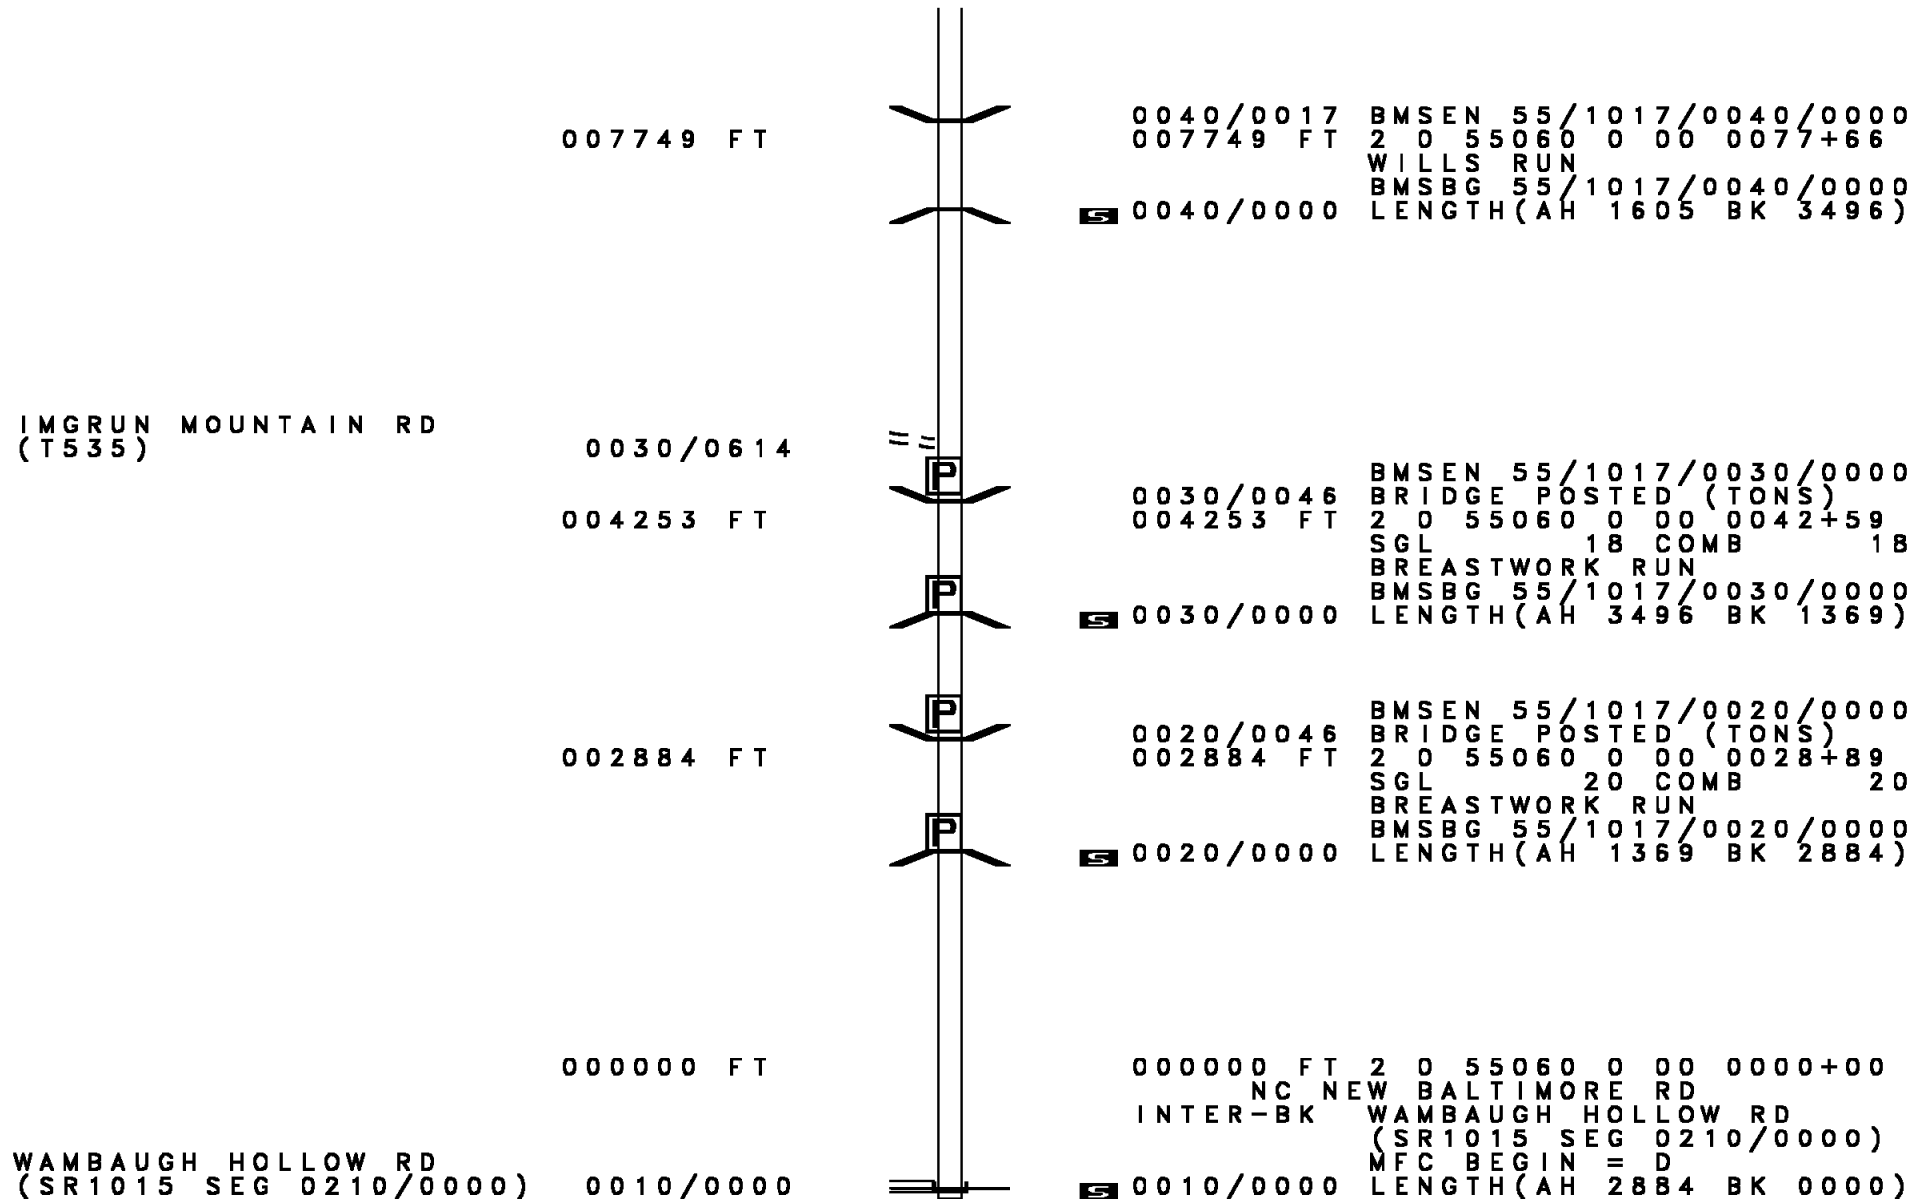 0040/0017 BMSEN 55/1017/0040/0000
007749 FT 007749 FT 2 0 55060 0 00 0077+66
WILLS RUN
BMSBG 55/1017/0040/0000
S 0040/0000 LENGTH(AH 1605 BK 3496)
IMGRUN MOUNTAIN RD
(T535) 0030/0614
P
BMSEN 55/1017/0030/0000
0030/0046 BRIDGE POSTED (TONS)
004253 FT 004253 FT 2 0 55060 0 00 0042+59
SGL 18 COMB 18
BREASTWORK RUN
P
BMSBG 55/1017/0030/0000
S 0030/0000 LENGTH(AH 3496 BK 1369)
P
BMSEN 55/1017/0020/0000
0020/0046 BRIDGE POSTED (TONS)
002884 FT 002884 FT 2 0 55060 0 00 0028+89
SGL 20 COMB 20
BREASTWORK RUN
P
BMSBG 55/1017/0020/0000
S 0020/0000 LENGTH(AH 1369 BK 2884)
000000 FT 000000 FT 2 0 55060 0 00 0000+00
NC NEW BALTIMORE RD
INTER-BK WAMBAUGH HOLLOW RD
(SR1015 SEG 0210/0000)
WAMBAUGH HOLLOW RD MFC BEGIN = D
(SR1015 SEG 0210/0000) 0010/0000 S 0010/0000 LENGTH(AH 2884 BK 0000)